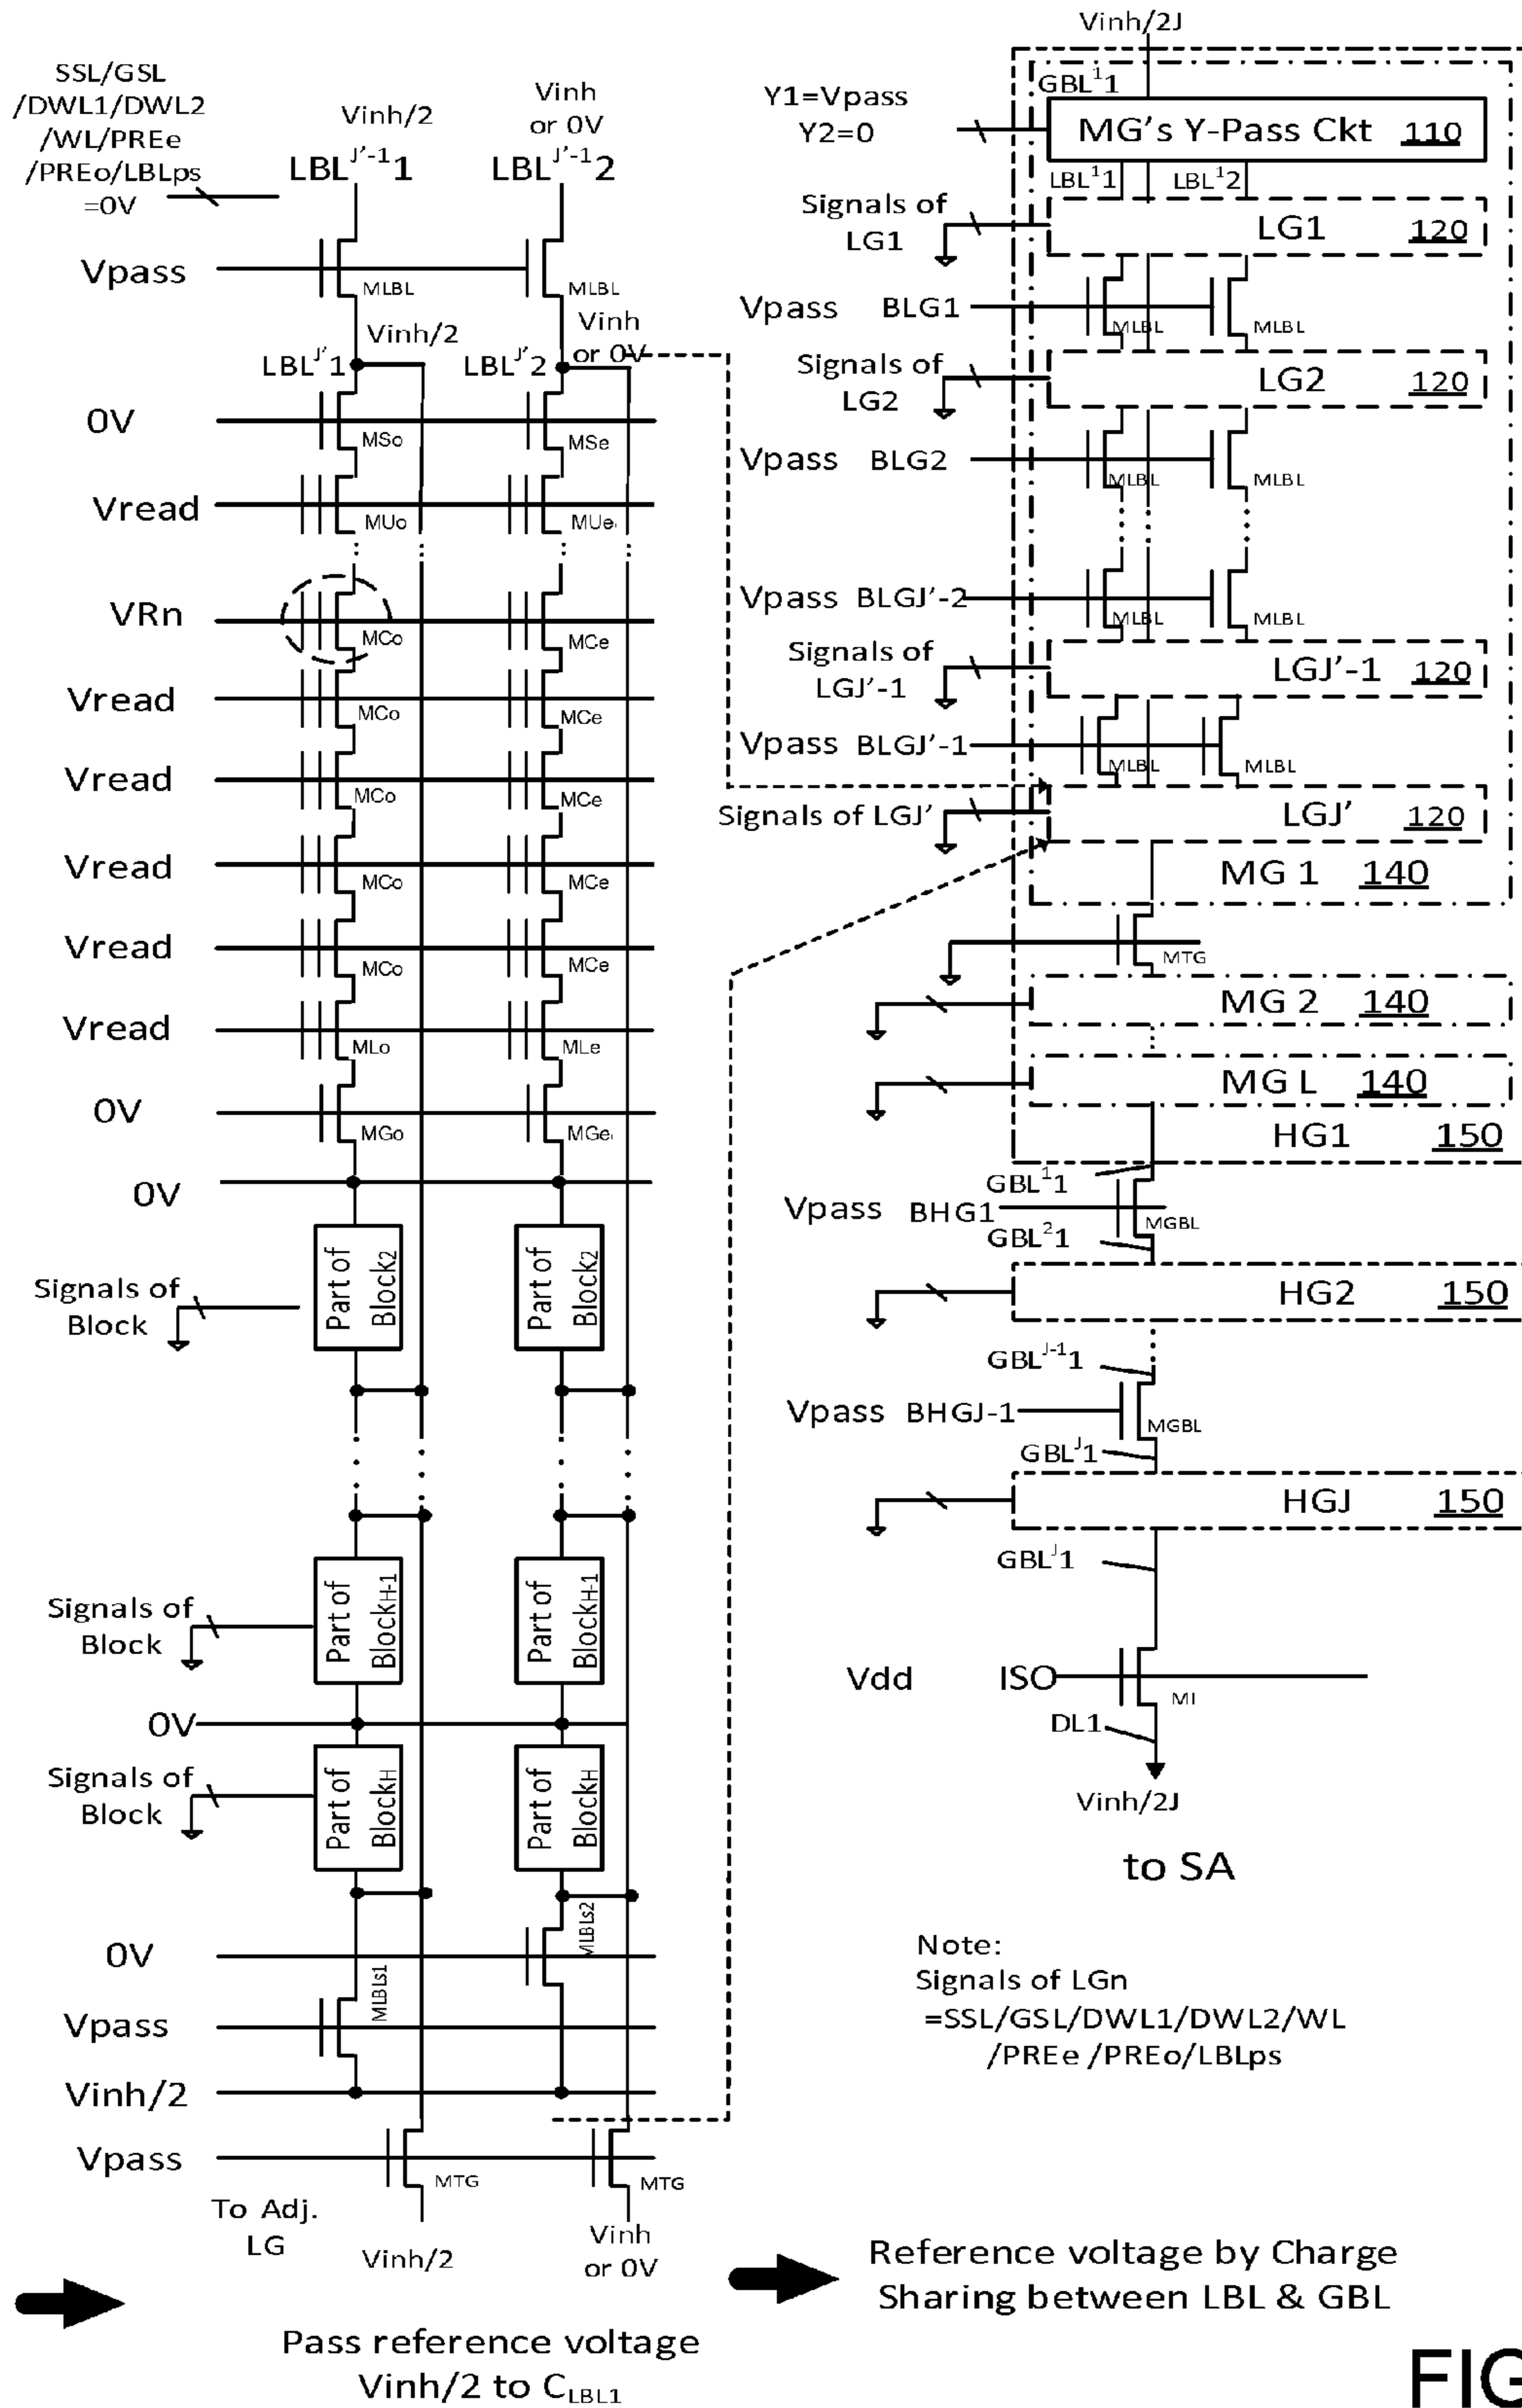 SSL/GSL
/DWL1/DWL2
/WL/PREe
/PREo/LBLps
=0V
Vinh/2
LBL^J'-1 1
Vinh
or 0V
LBL^J'-1 2
Vpass
MLBL
MLBL
Vinh/2
Vinh
or 0V
LBL^J' 1
LBL^J' 2
0V
MSo
MSe
Vread
MUo
MUe
VRn
MCo
MCe
Vread
MCo
MCe
Vread
MCo
MCe
Vread
MCo
MCe
Vread
MCo
MCe
Vread
MLo
MLe
0V
MGo
MGe
0V
Signals of
Block
Part of
Block2
Part of
Block2
Signals of
Block
Part of
BlockH-1
Part of
BlockH-1
0V
Signals of
Block
Part of
BlockH
Part of
BlockH
0V
MLBLs2
Vpass
MLBLs1
Vinh/2
Vpass
MTG
MTG
To Adj.
LG
Vinh/2
Vinh
or 0V
Pass reference voltage
Vinh/2 to CLBL1
Vinh/2J
GBL^1 1
Y1=Vpass
Y2=0
MG's Y-Pass Ckt 110
LBL^1 1
LBL^1 2
Signals of
LG1
LG1 120
Vpass BLG1
MLBL
MLBL
Signals of
LG2
LG2 120
Vpass BLG2
MLBL
MLBL
Vpass BLGJ'-2
MLBL
MLBL
Signals of
LGJ'-1
LGJ'-1 120
Vpass BLGJ'-1
MLBL
MLBL
Signals of LGJ'
LGJ' 120
MG 1 140
MTG
MG 2 140
MG L 140
HG1 150
GBL^1 1
Vpass BHG1
MGBL
GBL^2 1
HG2 150
GBL^J-1 1
Vpass BHGJ-1
MGBL
GBL^J 1
HGJ 150
GBL^J 1
Vdd ISO
MI
DL1
Vinh/2J
to SA
Note:
Signals of LGn
=SSL/GSL/DWL1/DWL2/WL
/PREe /PREo/LBLps
Reference voltage by Charge
Sharing between LBL & GBL
FIG